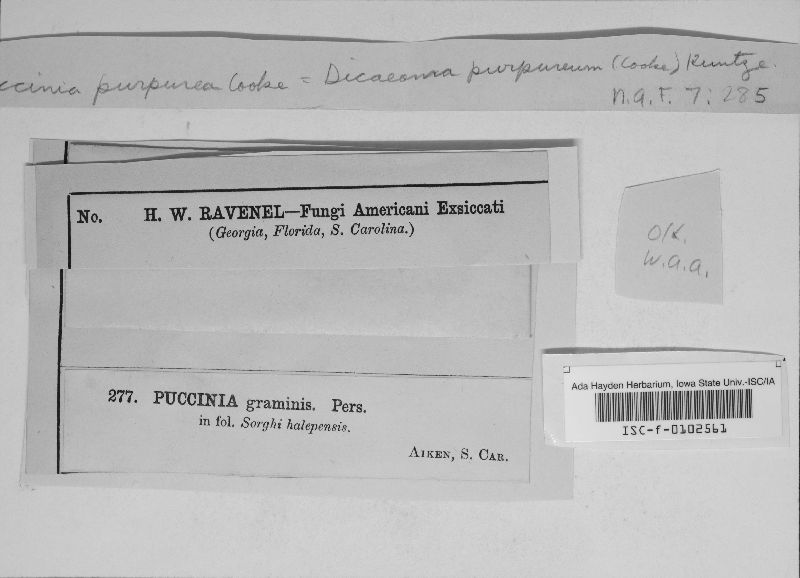 ccinia purpurea Cooke = Dicaeoma purpureum (Cooke) Kuntze.
N.A.F. 7: 285
No. H. W. RAVENEL—Fungi Americani Exsiccati
(Georgia, Florida, S. Carolina.)
O/K.
W.a.a.
277. PUCCINIA graminis. Pers.
in fol. Sorghi halepensis.
AIKEN, S. CAR.
Ada Hayden Herbarium, Iowa State Univ.-ISC/IA
ISC-f-0102561